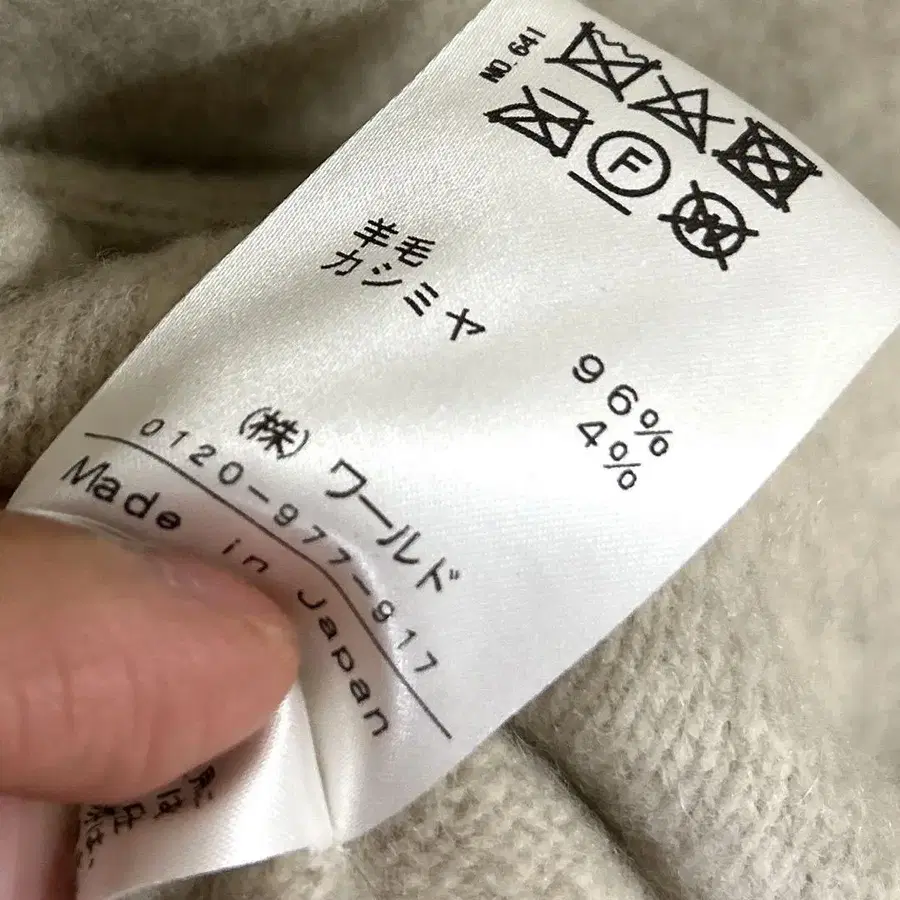 NO.641
F
W
羊毛 96%
カシミヤ 4%
(株) ワールド
0120-977-917
Made in Japan